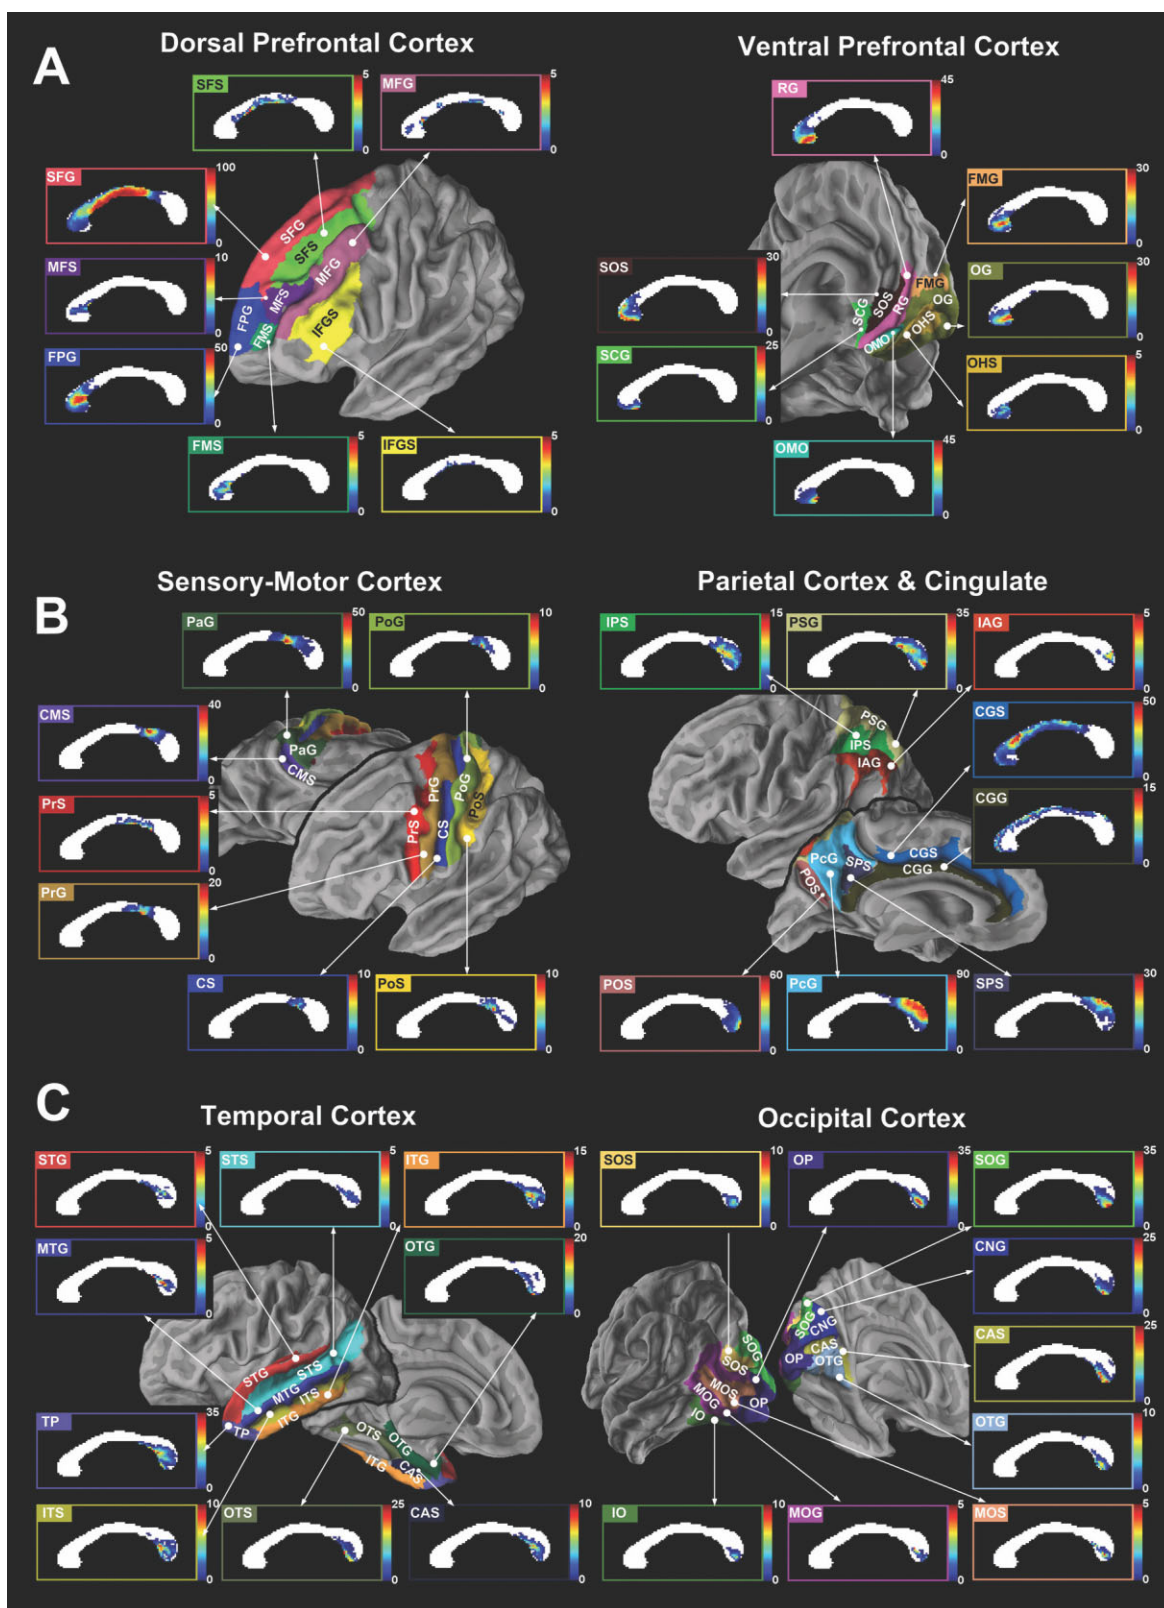 A
Dorsal Prefrontal Cortex
Ventral Prefrontal Cortex
SFS
5
0
MFG
5
0
SFG
100
0
MFS
10
0
FPG
50
0
FMS
5
0
IFGS
5
0
SFG
SFS
MFG
MFS
FPG
FMS
IFGS
RG
45
0
FMG
30
0
SOS
30
0
OG
30
0
SCG
25
0
OHS
5
0
OMO
45
0
SCG
SOS
RG
FMG
OG
OHS
OMO
B
Sensory-Motor Cortex
Parietal Cortex & Cingulate
PaG
50
0
PoG
10
0
CMS
40
0
PrS
5
0
PrG
20
0
CS
10
0
PoS
10
0
PaG
CMS
PrG
PrS
CS
PoG
PoS
IPS
15
0
PSG
35
0
IAG
5
0
CGS
50
0
CGG
15
0
POS
60
0
PcG
90
0
SPS
30
0
PSG
IPS
IAG
PcG
SPS
POS
CGS
CGG
C
Temporal Cortex
Occipital Cortex
STG
5
0
STS
5
0
ITG
15
0
MTG
5
0
OTG
20
0
TP
35
0
ITS
10
0
OTS
25
0
CAS
10
0
STG
STS
MTG
ITS
ITG
TP
OTS
OTG
ITG
CAS
SOS
10
0
OP
35
0
SOG
35
0
CNG
25
0
CAS
25
0
OTG
10
0
IO
10
0
MOG
5
0
MOS
5
0
SOG
SOS
MOS
MOG
OP
IO
SOG
CNG
CAS
OP
OTG